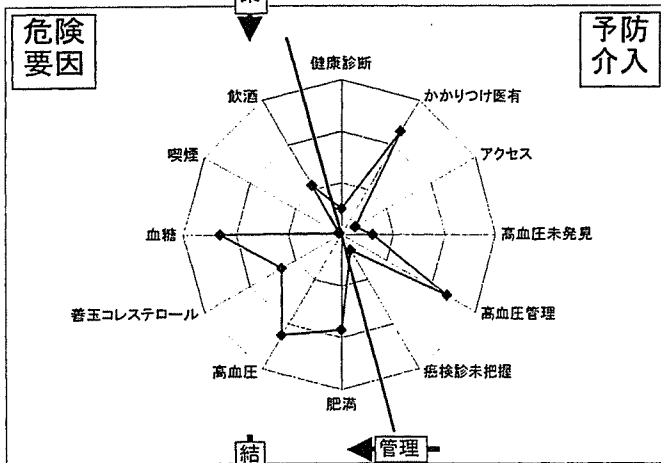 危険
要因
予防
介入
健康診断
飲酒
かかりつけ医有
喫煙
アクセス
血糖
高血圧未発見
善玉コレステロール
高血圧管理
高血圧
癌検診未把握
肥満
結
管理